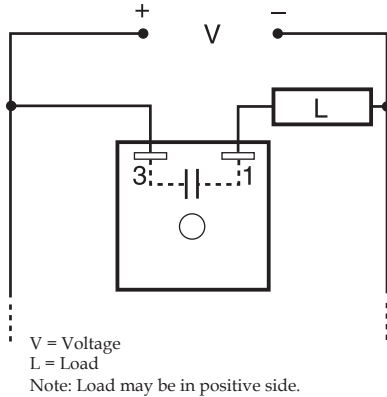 + V −
L
3 1
V = Voltage
L = Load
Note: Load may be in positive side.